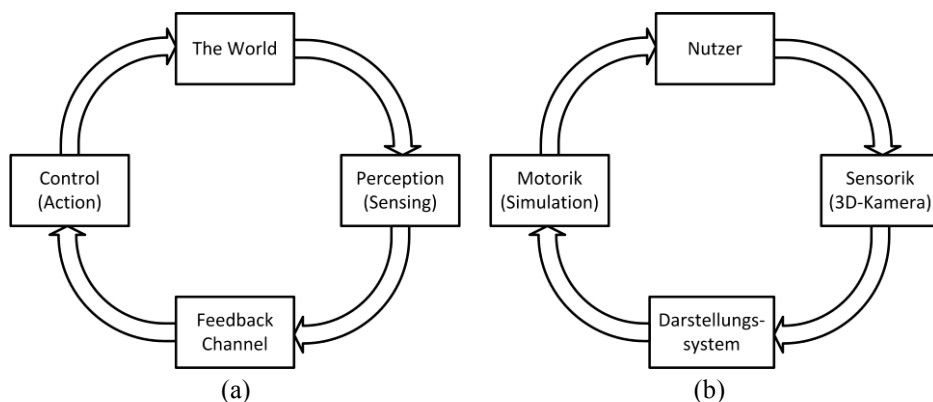 The World
Control
(Action)
Perception
(Sensing)
Feedback
Channel
(a)
Nutzer
Motorik
(Simulation)
Sensorik
(3D-Kamera)
Darstellungs-
system
(b)